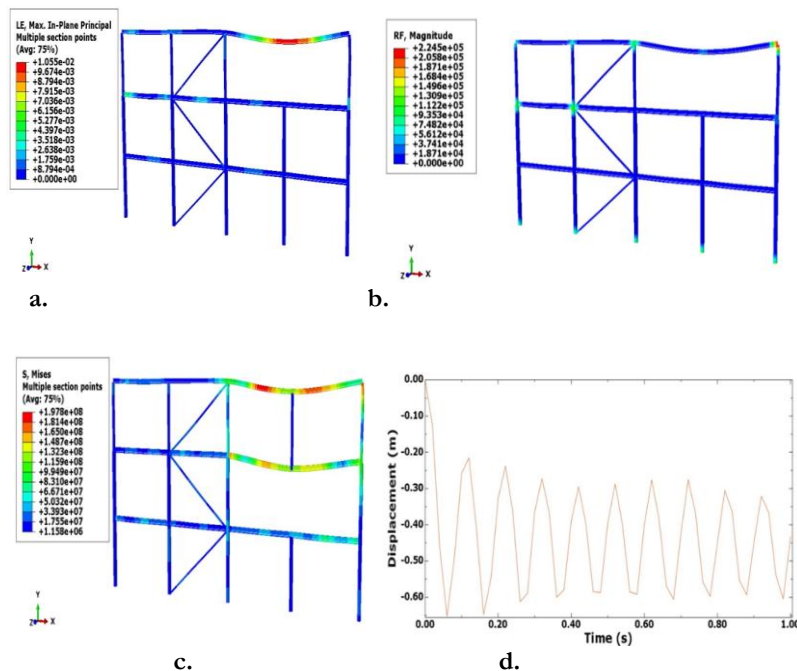 LE, Max. In-Plane Principal
Multiple section points
(Avg: 75%)
+1.055e-02
+9.674e-03
+8.794e-03
+7.915e-03
+7.036e-03
+6.156e-03
+5.277e-03
+4.397e-03
+3.518e-03
+2.638e-03
+1.759e-03
+8.794e-04
+0.000e+00
Y
Z X
a.
RF, Magnitude
+2.245e+05
+2.058e+05
+1.871e+05
+1.684e+05
+1.496e+05
+1.309e+05
+1.122e+05
+9.353e+04
+7.482e+04
+5.612e+04
+3.741e+04
+1.871e+04
+0.000e+00
Y
Z X
b.
S, Mises
Multiple section points
(Avg: 75%)
+1.978e+08
+1.814e+08
+1.650e+08
+1.487e+08
+1.323e+08
+1.159e+08
+9.949e+07
+8.310e+07
+6.671e+07
+5.032e+07
+3.393e+07
+1.755e+07
+1.158e+06
Y
Z X
c.
Displacement (m)
0.00
-0.10
-0.20
-0.30
-0.40
-0.50
-0.60
0.00 0.20 0.40 0.60 0.80 1.00
Time (s)
d.